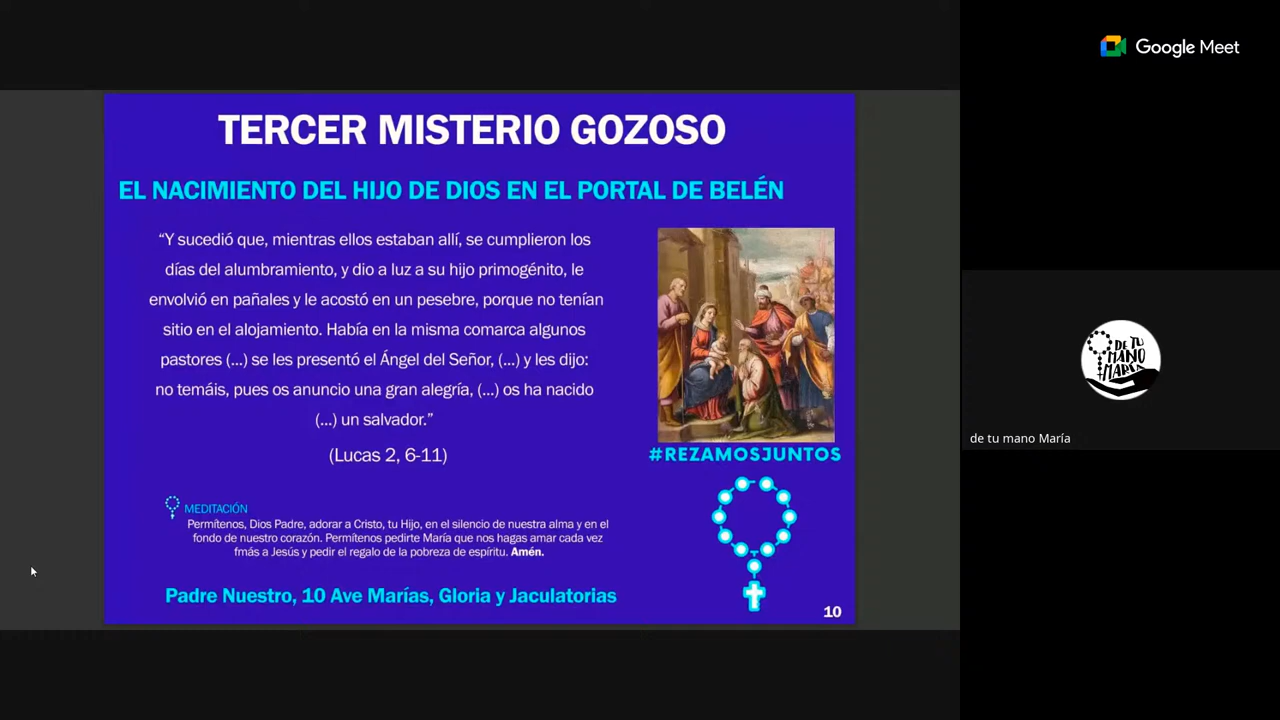 TERCER MISTERIO GOZOSO
EL NACIMIENTO DEL HIJO DE DIOS EN EL PORTAL DE BELÉN
“Y sucedió que, mientras ellos estaban allí, se cumplieron los
días del alumbramiento, y dio a luz a su hijo primogénito, le
envolvió en pañales y le acostó en un pesebre, porque no tenían
sitio en el alojamiento. Había en la misma comarca algunos
pastores (...) se les presentó el Ángel del Señor, (...) y les dijo:
no temáis, pues os anuncio una gran alegría, (...) os ha nacido
(...) un salvador.”
(Lucas 2, 6-11)
#REZAMOSJUNTOS
MEDITACIÓN
Permítenos, Dios Padre, adorar a Cristo, tu Hijo, en el silencio de nuestra alma y en el
fondo de nuestro corazón. Permítenos pedirte María que nos hagas amar cada vez
fmás a Jesús y pedir el regalo de la pobreza de espíritu. Amén.
Padre Nuestro, 10 Ave Marías, Gloria y Jaculatorias
10
Google Meet
DE TU
MANO
MARÍA
de tu mano María